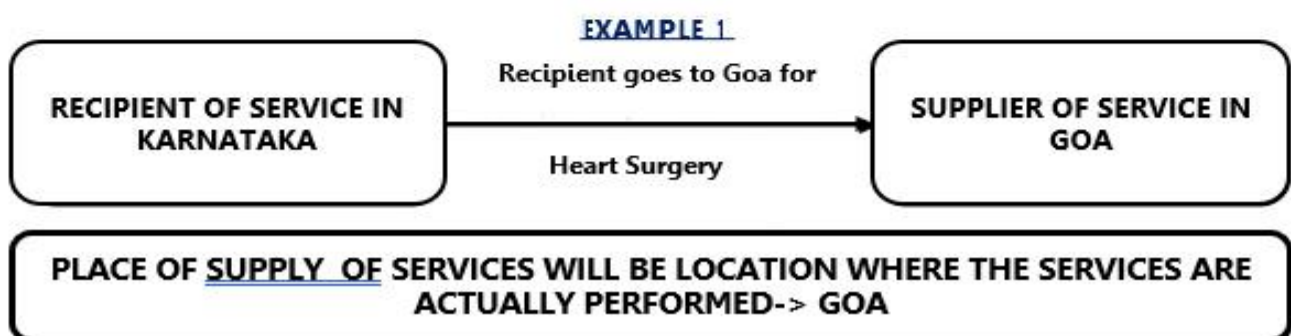 EXAMPLE 1
Recipient goes to Goa for
RECIPIENT OF SERVICE IN
KARNATAKA
SUPPLIER OF SERVICE IN
GOA
Heart Surgery
PLACE OF SUPPLY OF SERVICES WILL BE LOCATION WHERE THE SERVICES ARE
ACTUALLY PERFORMED-> GOA